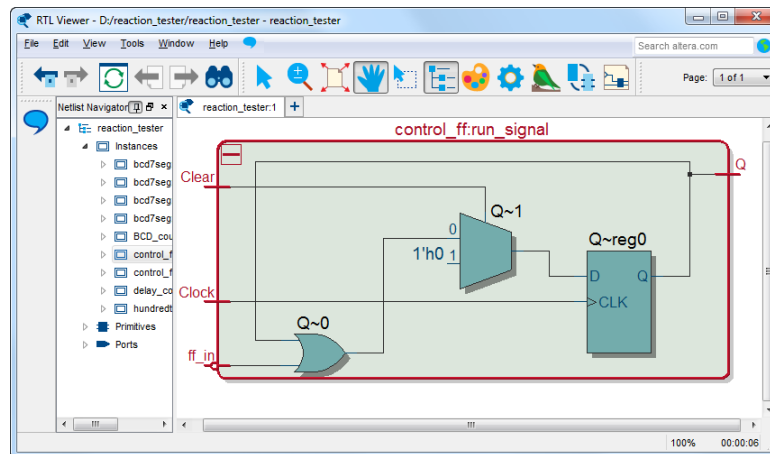 RTL Viewer - D:/reaction_tester/reaction_tester - reaction_tester
File Edit View Tools Window Help
Search altera.com
Page: 1 of 1
Netlist Navigator
reaction_tester:1
reaction_tester
Instances
bcd7seg
bcd7seg
bcd7seg
bcd7seg
BCD_cou
control_f
control_f
delay_co
hundredt
Primitives
Ports
control_ff:run_signal
Clear
Q
Q~1
0
1'h0 1
Q~reg0
D Q
CLK
Clock
Q~0
ff_in
100% 00:00:06